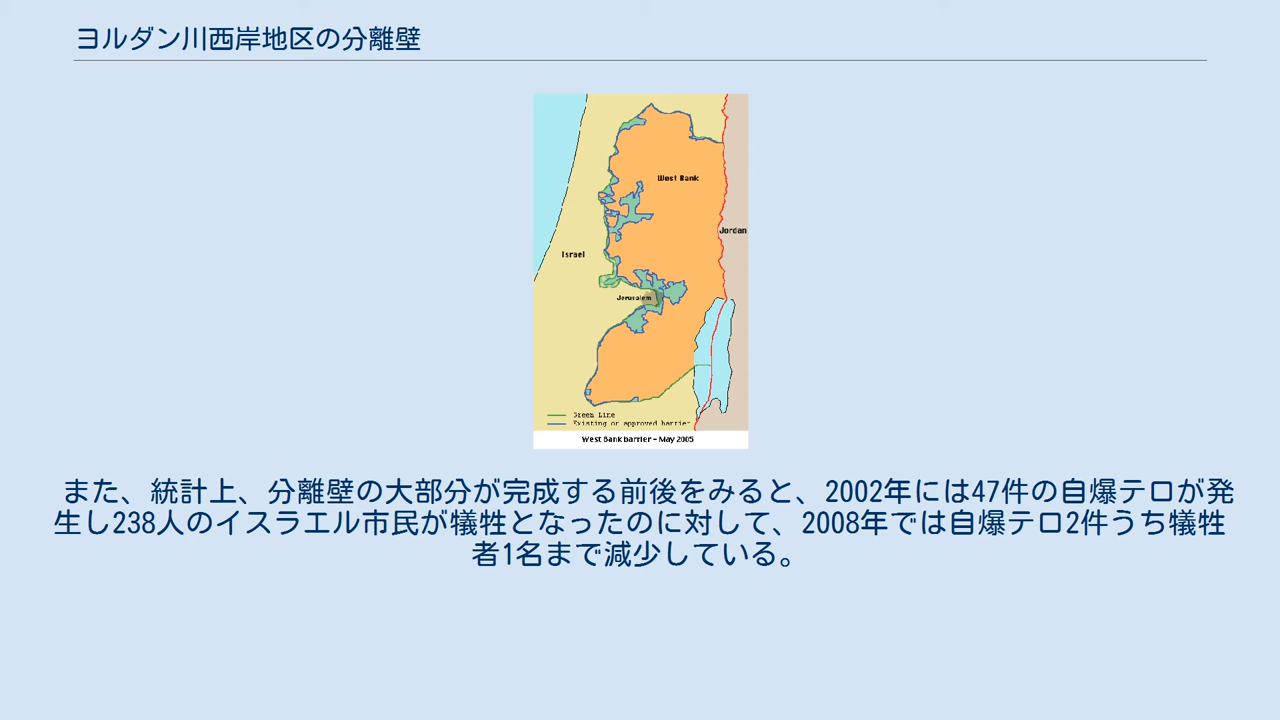 ヨルダン川西岸地区の分離壁
West Bank
Jordan
Israel
Jerusalem
Green Line
Existing or approved barrier
West Bank barrier – May 2005
また、統計上、分離壁の大部分が完成する前後をみると、2002年には47件の自爆テロが発
生し238人のイスラエル市民が犠牲となったのに対して、2008年では自爆テロ2件うち犠牲
者1名まで減少している。